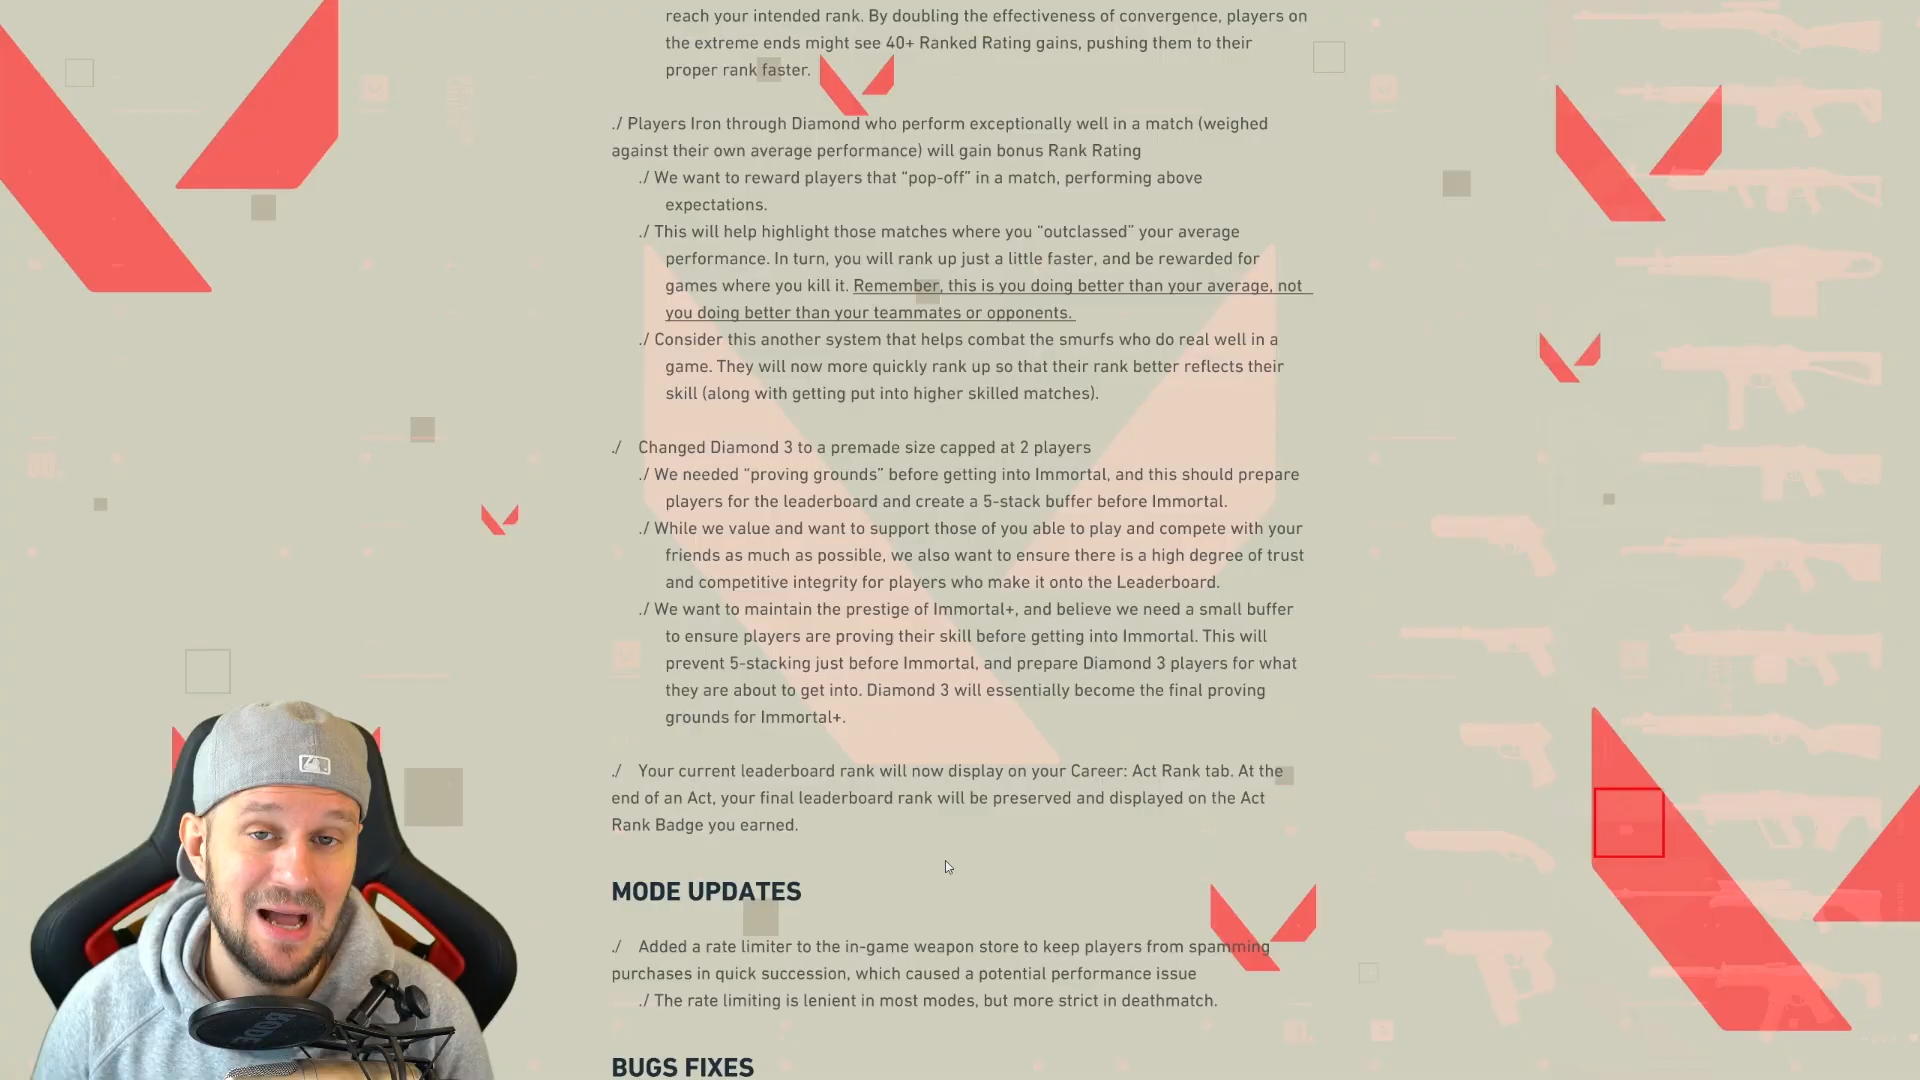 reach your intended rank. By doubling the effectiveness of convergence, players on
the extreme ends might see 40+ Ranked Rating gains, pushing them to their
proper rank faster.
./ Players Iron through Diamond who perform exceptionally well in a match (weighed
against their own average performance) will gain bonus Rank Rating
./ We want to reward players that “pop-off” in a match, performing above
expectations.
./ This will help highlight those matches where you “outclassed” your average
performance. In turn, you will rank up just a little faster, and be rewarded for
games where you kill it. Remember, this is you doing better than your average, not
you doing better than your teammates or opponents.
./ Consider this another system that helps combat the smurfs who do real well in a
game. They will now more quickly rank up so that their rank better reflects their
skill (along with getting put into higher skilled matches).
./ Changed Diamond 3 to a premade size capped at 2 players
./ We needed “proving grounds” before getting into Immortal, and this should prepare
players for the leaderboard and create a 5-stack buffer before Immortal.
./ While we value and want to support those of you able to play and compete with your
friends as much as possible, we also want to ensure there is a high degree of trust
and competitive integrity for players who make it onto the Leaderboard.
./ We want to maintain the prestige of Immortal+, and believe we need a small buffer
to ensure players are proving their skill before getting into Immortal. This will
prevent 5-stacking just before Immortal, and prepare Diamond 3 players for what
they are about to get into. Diamond 3 will essentially become the final proving
grounds for Immortal+.
./ Your current leaderboard rank will now display on your Career: Act Rank tab. At the
end of an Act, your final leaderboard rank will be preserved and displayed on the Act
Rank Badge you earned.
MODE UPDATES
./ Added a rate limiter to the in-game weapon store to keep players from spamming
purchases in quick succession, which caused a potential performance issue
./ The rate limiting is lenient in most modes, but more strict in deathmatch.
BUGS FIXES
RODE